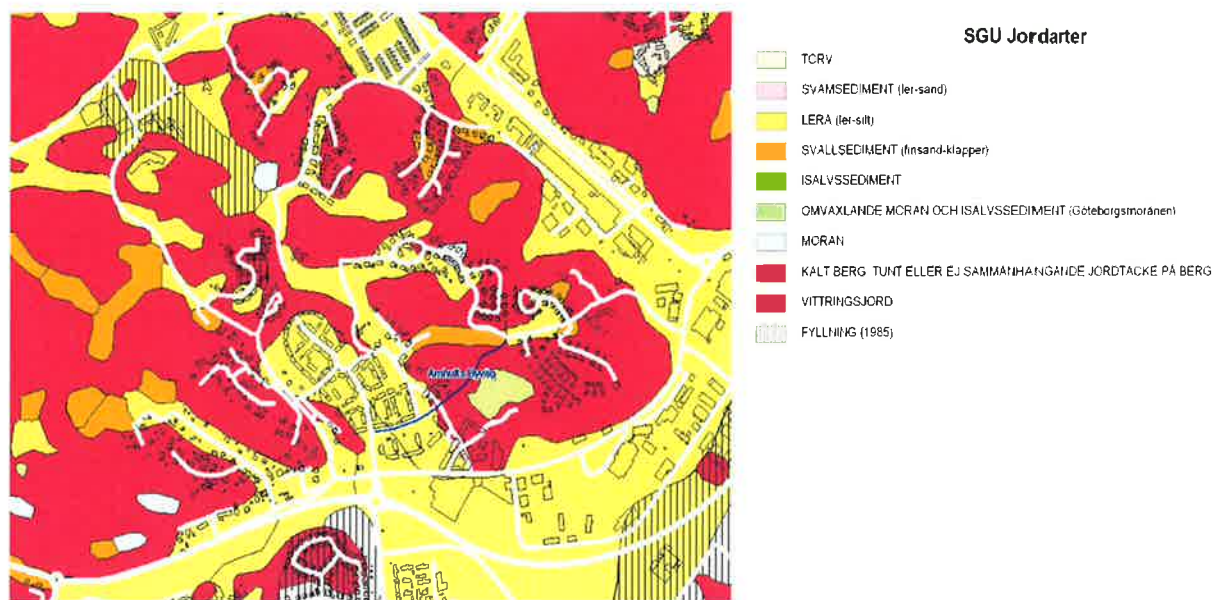 SGU Jordarter
TORV
SVAMSEDIMENT (ler-sand)
LERA (ler-silt)
SVALLSEDIMENT (finsand-klapper)
ISALVSSEDIMENT
OMVAXLANDE MORAN OCH ISALVSSEDIMENT (Göteborgsmoränen)
MORAN
KALT BERG TUNT ELLER EJ SAMMANHANGANDE JORDTACKE PÅ BERG
VITTRINGSJORD
FYLLNING (1985)